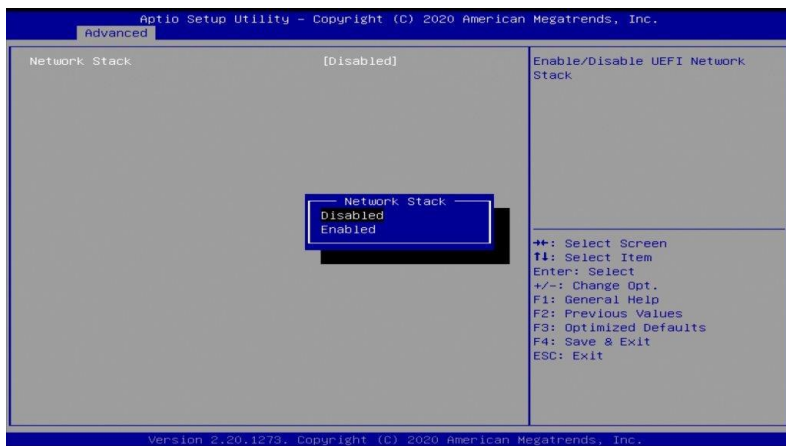 Aptio Setup Utility – Copyright (C) 2020 American Megatrends, Inc.
Advanced
Network Stack [Disabled]
Enable/Disable UEFI Network
Stack
Network Stack
Disabled
Enabled
→←: Select Screen
↑↓: Select Item
Enter: Select
+/-: Change Opt.
F1: General Help
F2: Previous Values
F3: Optimized Defaults
F4: Save & Exit
ESC: Exit
Version 2.20.1273. Copyright (C) 2020 American Megatrends, Inc.